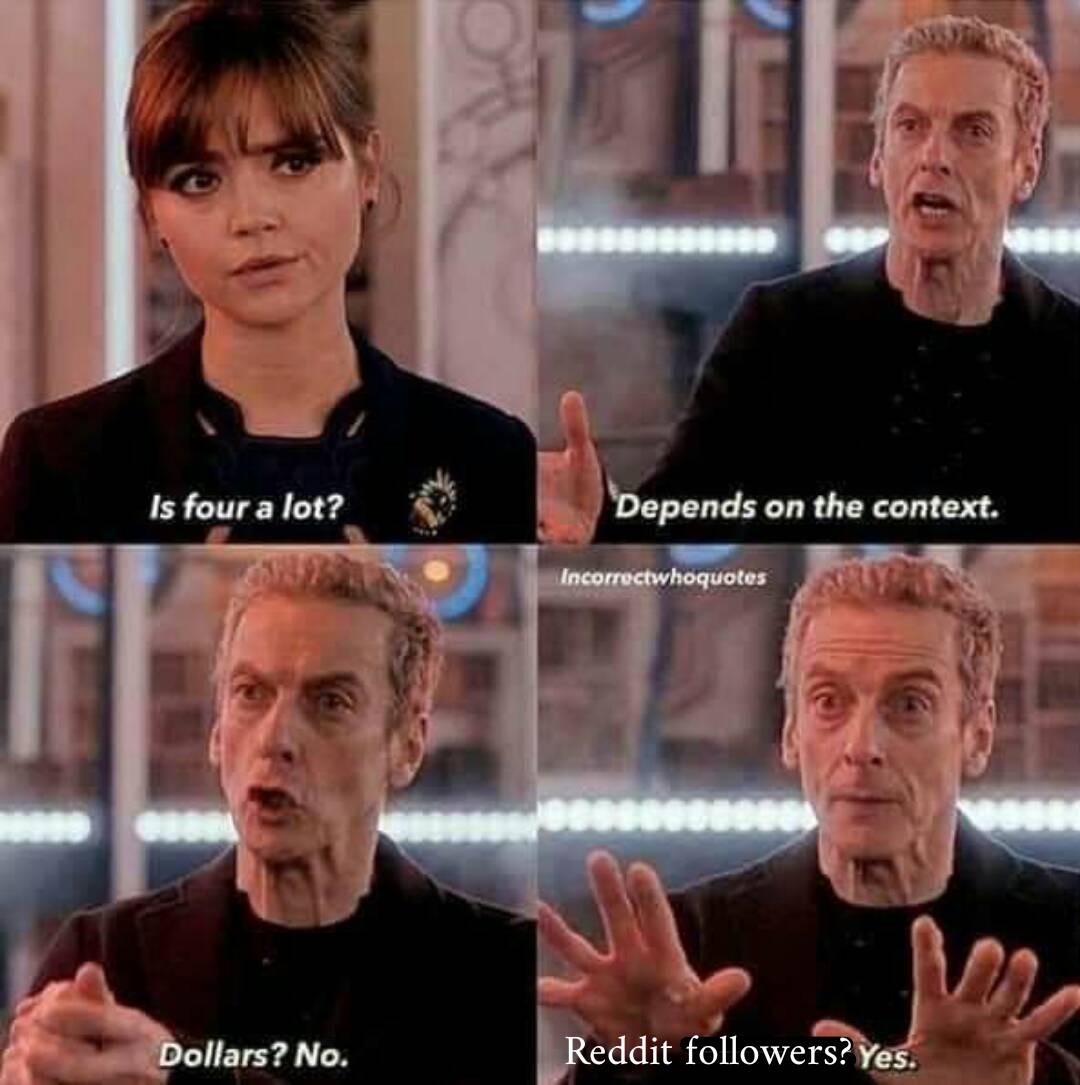 Is four a lot?
Depends on the context.
Dollars? No.
Incorrectwhoquotes
Reddit followers? Yes.